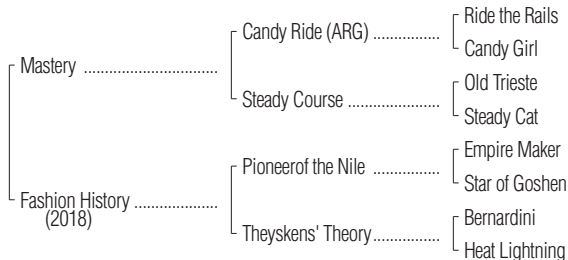 Ride the Rails
Candy Ride (ARG) ................
Candy Girl
Mastery ................................
Old Trieste
Steady Course ......................
Steady Cat
Empire Maker
Pioneerof the Nile ................
Star of Goshen
Fashion History ....................
(2018)
Bernardini
Theyskens' Theory................
Heat Lightning